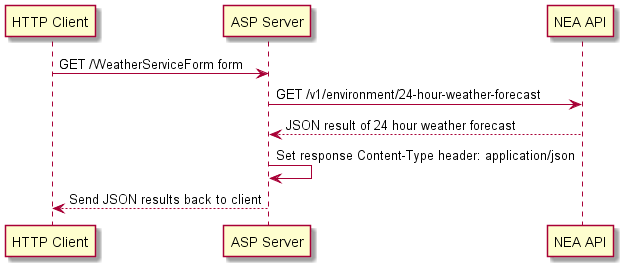 HTTP Client
ASP Server
NEA API
GET /WeatherServiceForm form
GET /v1/environment/24-hour-weather-forecast
JSON result of 24 hour weather forecast
Set response Content-Type header: application/json
Send JSON results back to client
HTTP Client
ASP Server
NEA API